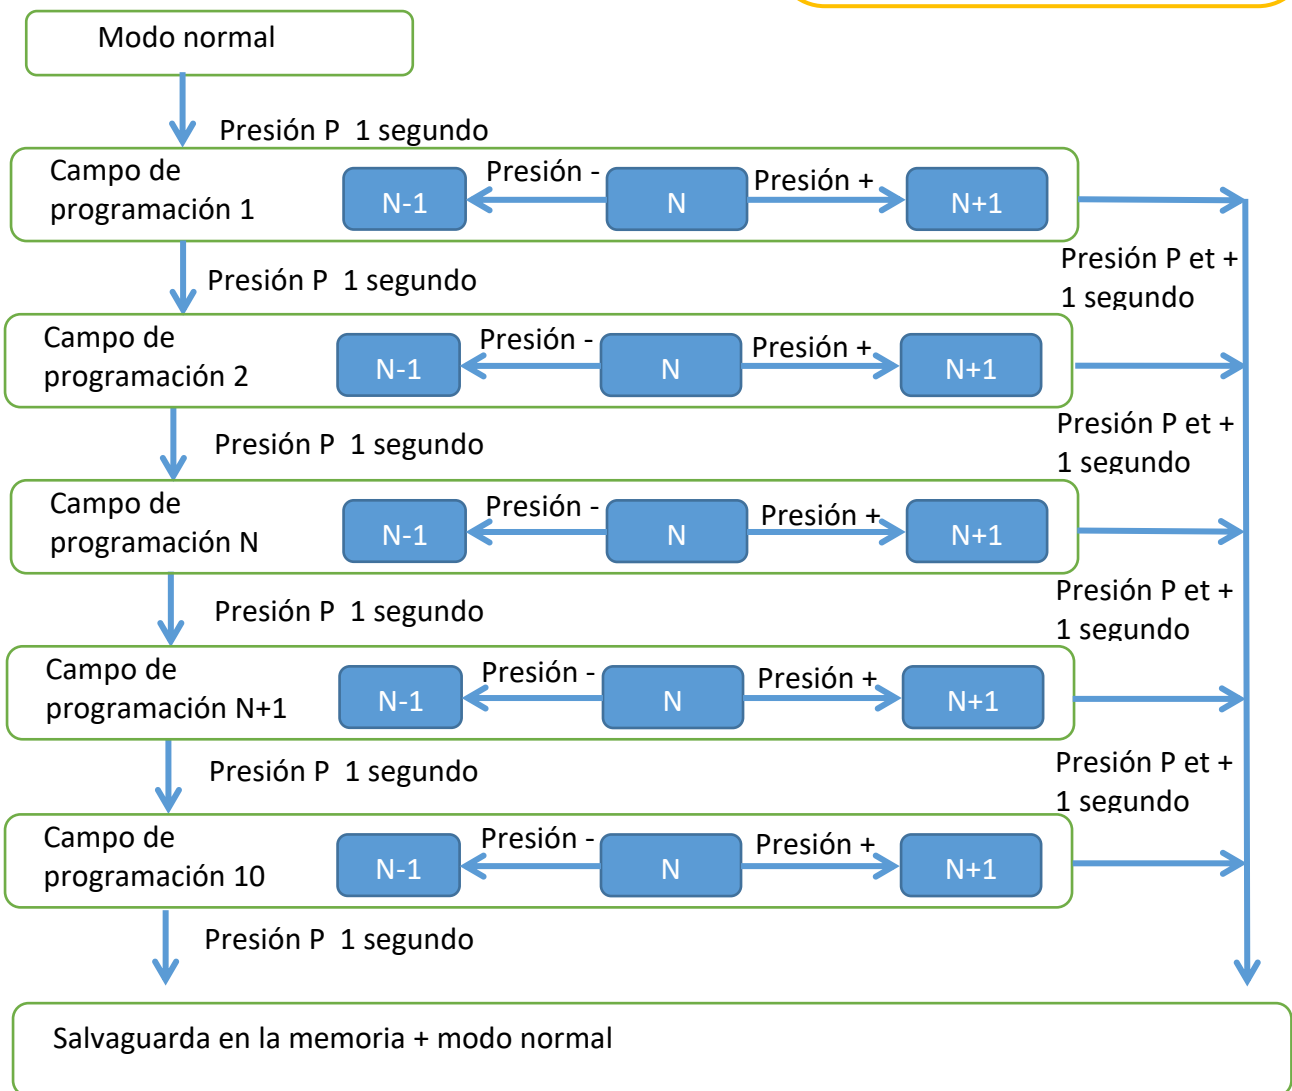 Modo normal
Presión P 1 segundo
Campo de
programación 1
N-1
Presión -
N
Presión +
N+1
Presión P et +
1 segundo
Presión P 1 segundo
Campo de
programación 2
N-1
Presión -
N
Presión +
N+1
Presión P et +
1 segundo
Presión P 1 segundo
Campo de
programación N
N-1
Presión -
N
Presión +
N+1
Presión P et +
1 segundo
Presión P 1 segundo
Campo de
programación N+1
N-1
Presión -
N
Presión +
N+1
Presión P et +
1 segundo
Presión P 1 segundo
Campo de
programación 10
N-1
Presión -
N
Presión +
N+1
Presión P 1 segundo
Salvaguarda en la memoria + modo normal